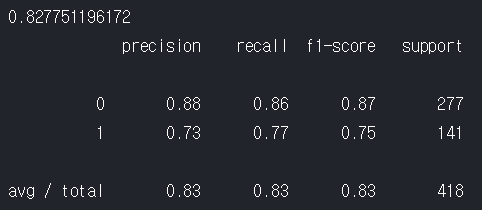 0.827751196172
precision recall f1-score support
0 0.88 0.86 0.87 277
1 0.73 0.77 0.75 141
avg / total 0.83 0.83 0.83 418